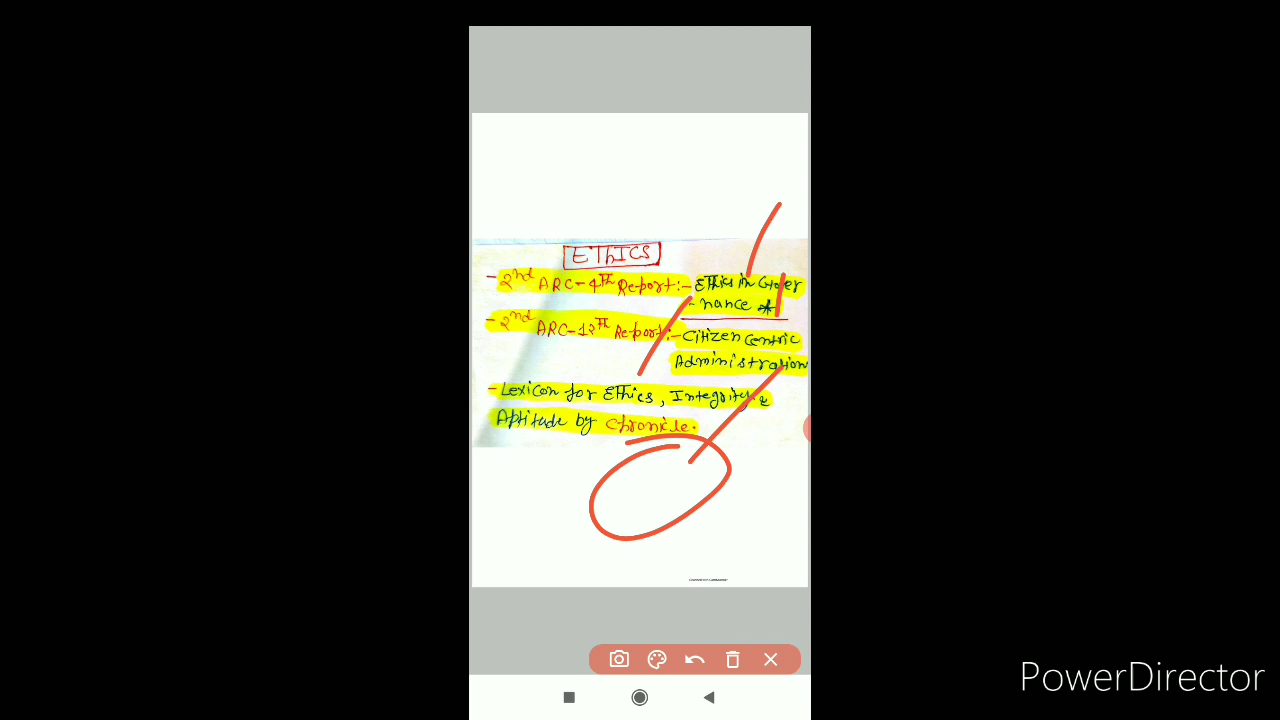 EThICS
- 2nd ARC-4Th Report:- Ethics in Gover
- nance *
- 2nd ARC-12Th Report:- Citizen Centric
Administration
- Lexicon for EThics, Integrity &
Aptitude by Chronicle.
PowerDirector